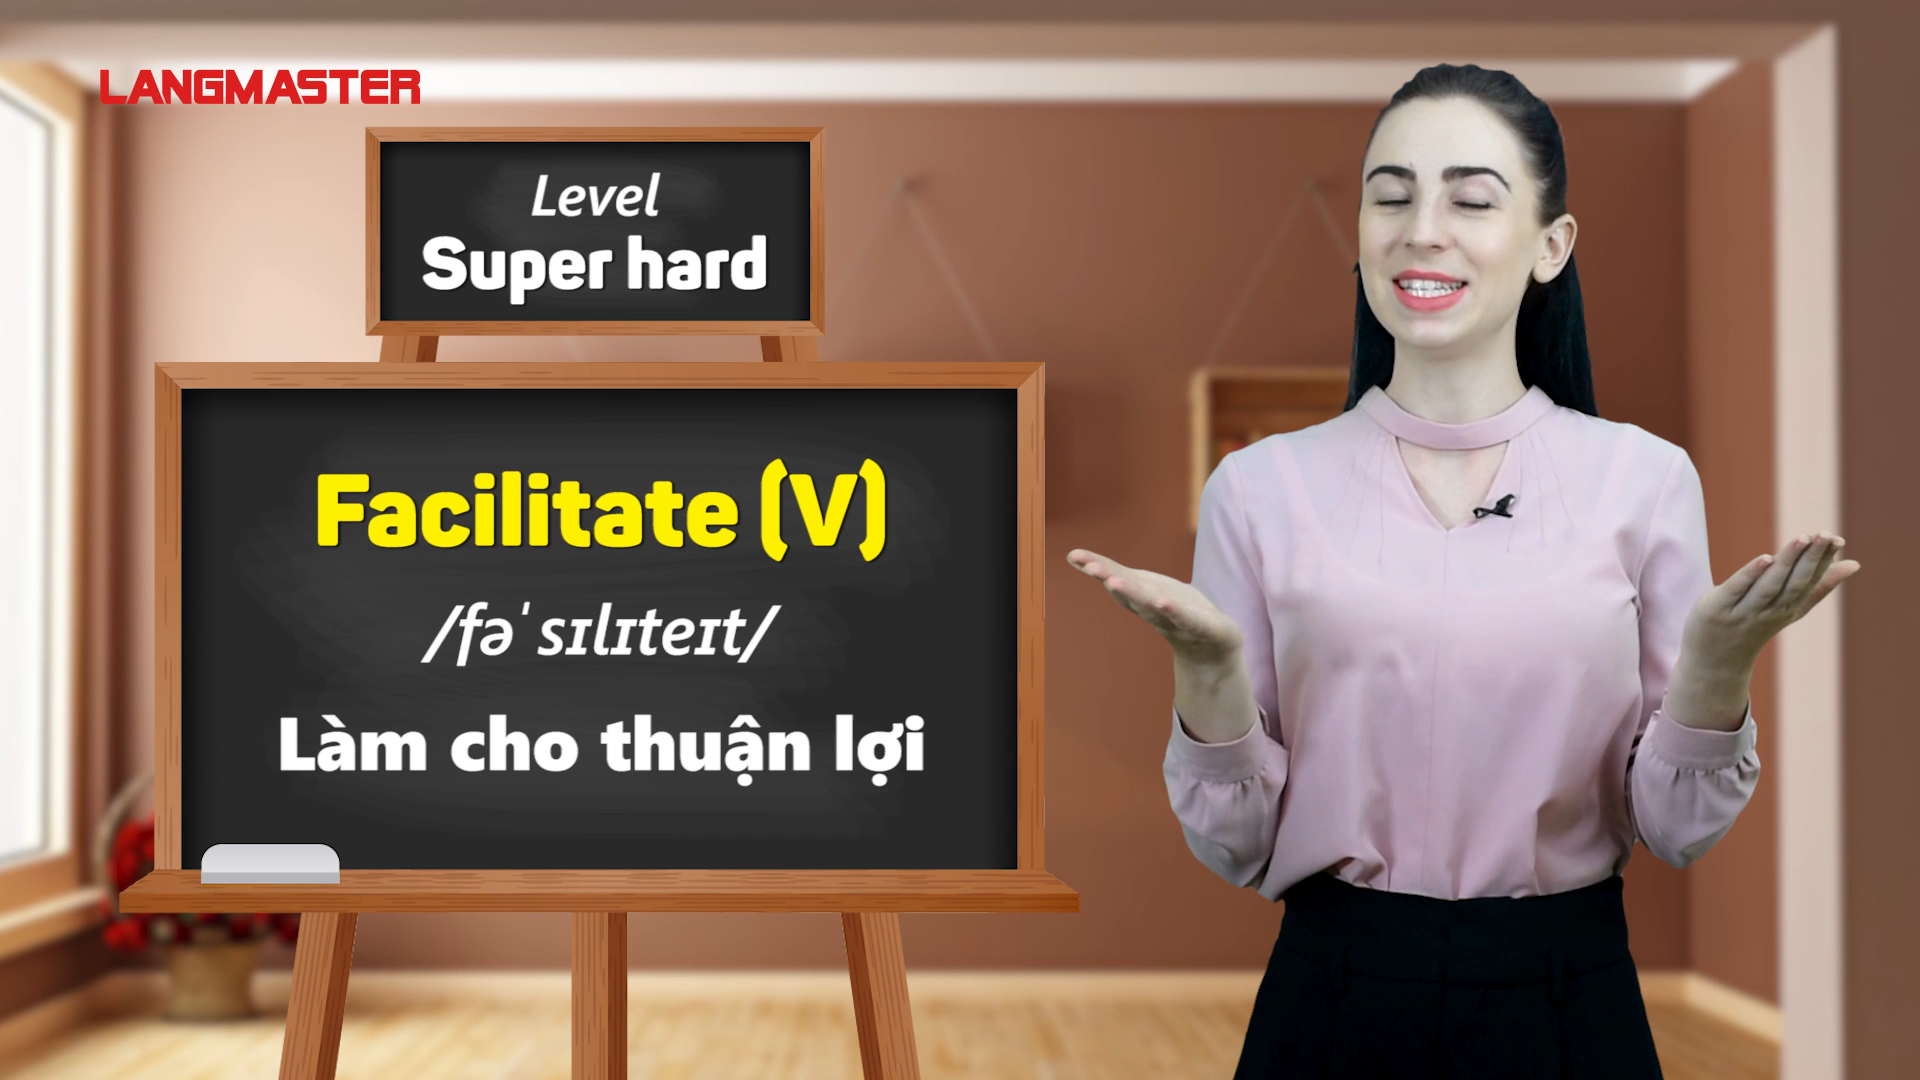 LANGMASTER
Level
Super hard
Facilitate (V)
/fəˈsɪlɪteɪt/
Làm cho thuận lợi